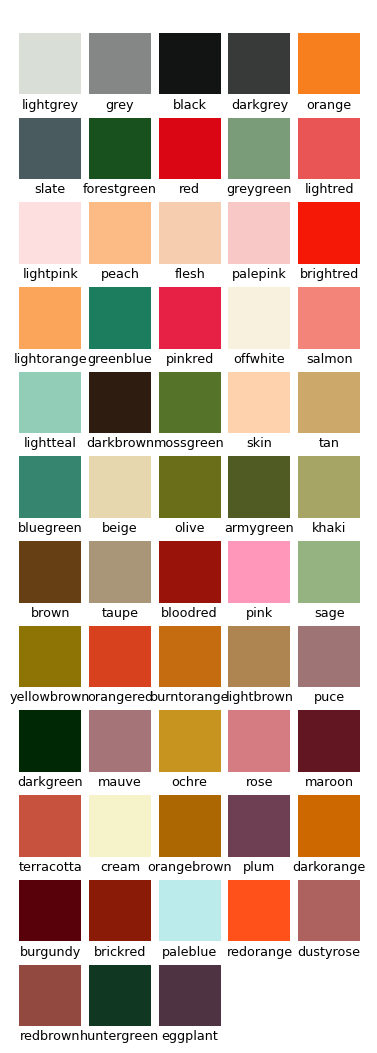 lightgrey grey black darkgrey orange
slate forestgreen red greygreen lightred
lightpink peach flesh palepink brightred
lightorange greenblue pinkred offwhite salmon
lightteal darkbrown mossgreen skin tan
bluegreen beige olive armygreen khaki
brown taupe bloodred pink sage
yellowbrown orangered burntorange lightbrown puce
darkgreen mauve ochre rose maroon
terracotta cream orangebrown plum darkorange
burgundy brickred paleblue redorange dustyrose
redbrown huntergreen eggplant